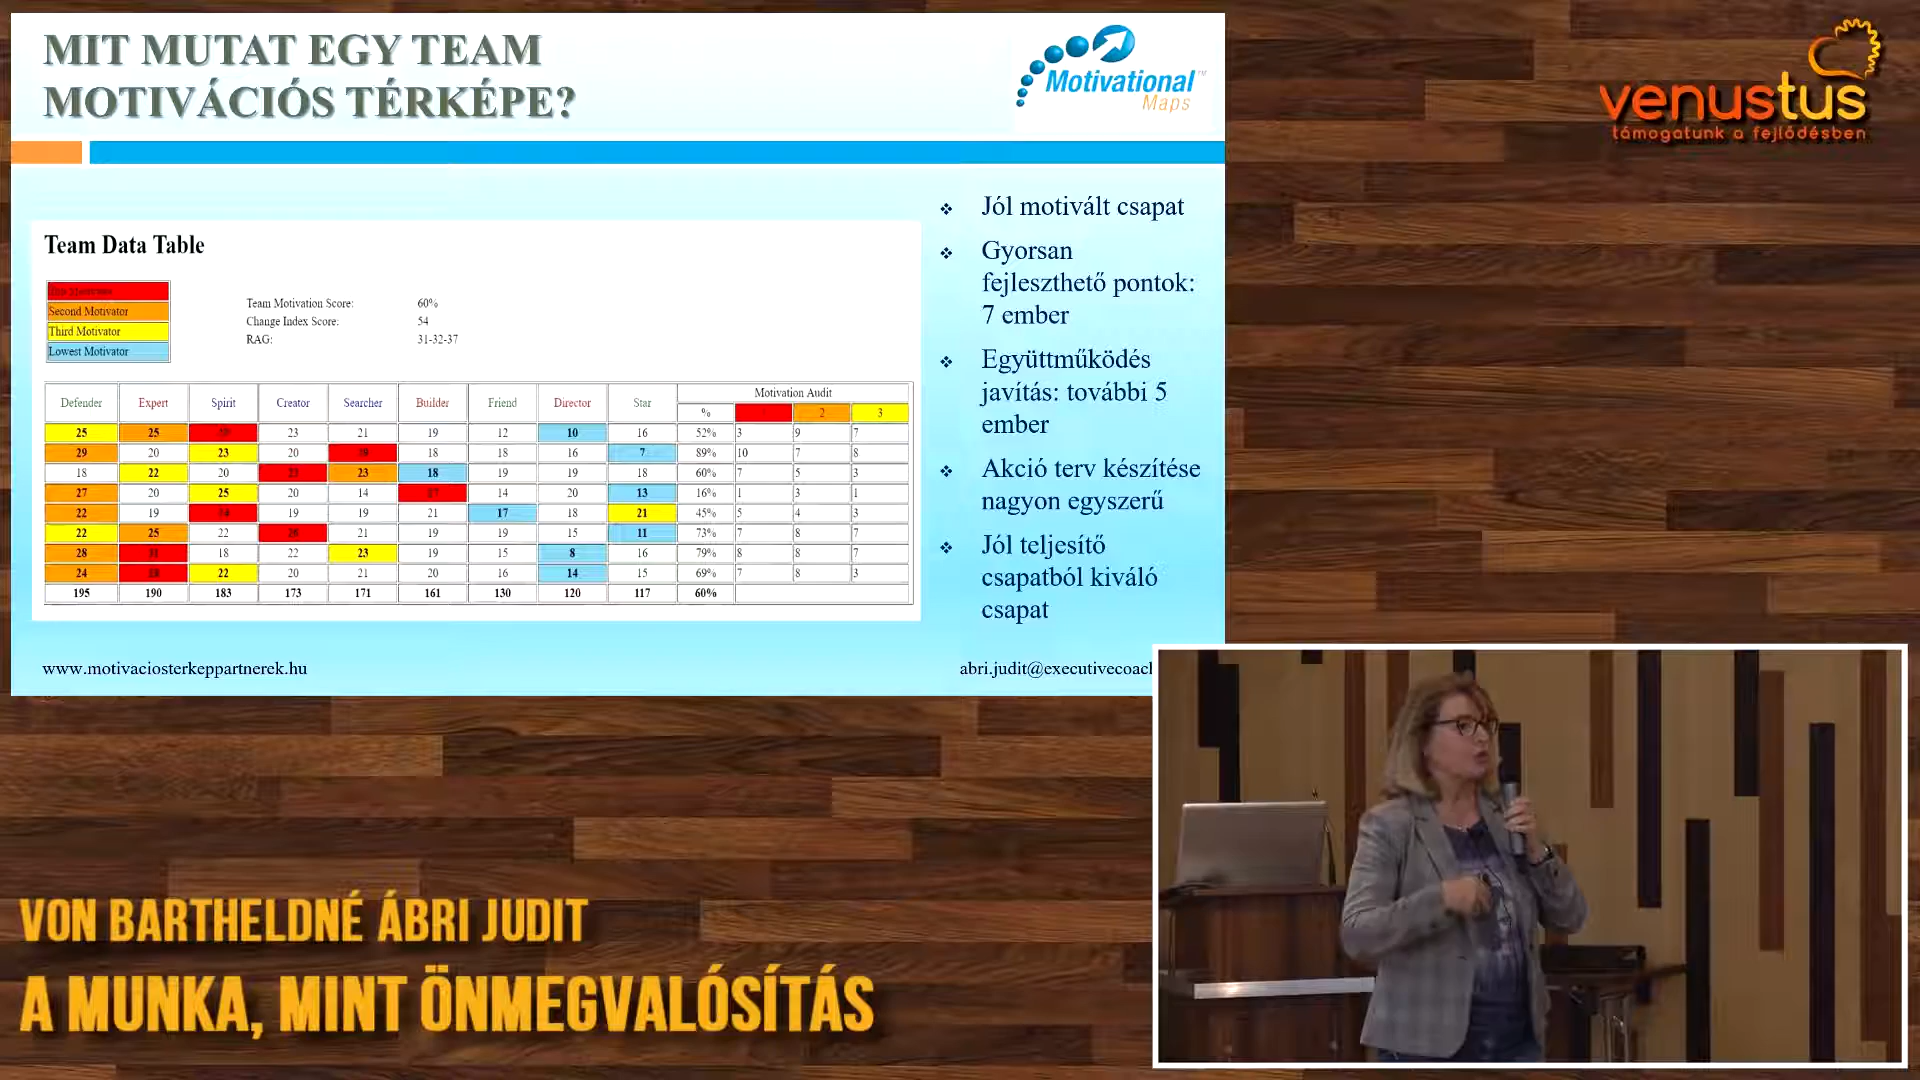 MIT MUTAT EGY TEAM
MOTIVÁCIÓS TÉRKÉPE?
Motivational™
Maps
venustus
támogatunk a fejlődésben
Team Data Table
Second Motivator
Third Motivator
Lowest Motivator
Team Motivation Score: 60%
Change Index Score: 54
RAG: 31-32-37
Defender Expert Spirit Creator Searcher Builder Friend Director Star Motivation Audit
% 2 3
25 25 23 21 19 12 10 16 52% 3 9 7
29 20 23 20 18 18 16 7 89% 10 7 8
18 22 20 23 18 19 19 18 60% 7 5 3
27 20 25 20 14 14 20 13 16% 1 3 1
22 19 19 19 21 17 18 21 45% 5 4 3
22 25 22 21 19 19 15 11 73% 7 8 7
28 18 22 23 19 15 8 16 79% 8 8 7
24 22 20 21 20 16 14 15 69% 7 8 3
195 190 183 173 171 161 130 120 117 60%
❖ Jól motivált csapat
❖ Gyorsan
fejleszthető pontok:
7 ember
❖ Együttműködés
javítás: további 5
ember
❖ Akció terv készítése
nagyon egyszerű
❖ Jól teljesítő
csapatból kiváló
csapat
www.motivaciosterkeppartnerek.hu
abri.judit@executivecoach
VON BARTHELDNÉ ÁBRI JUDIT
A MUNKA, MINT ÖNMEGVALÓSÍTÁS